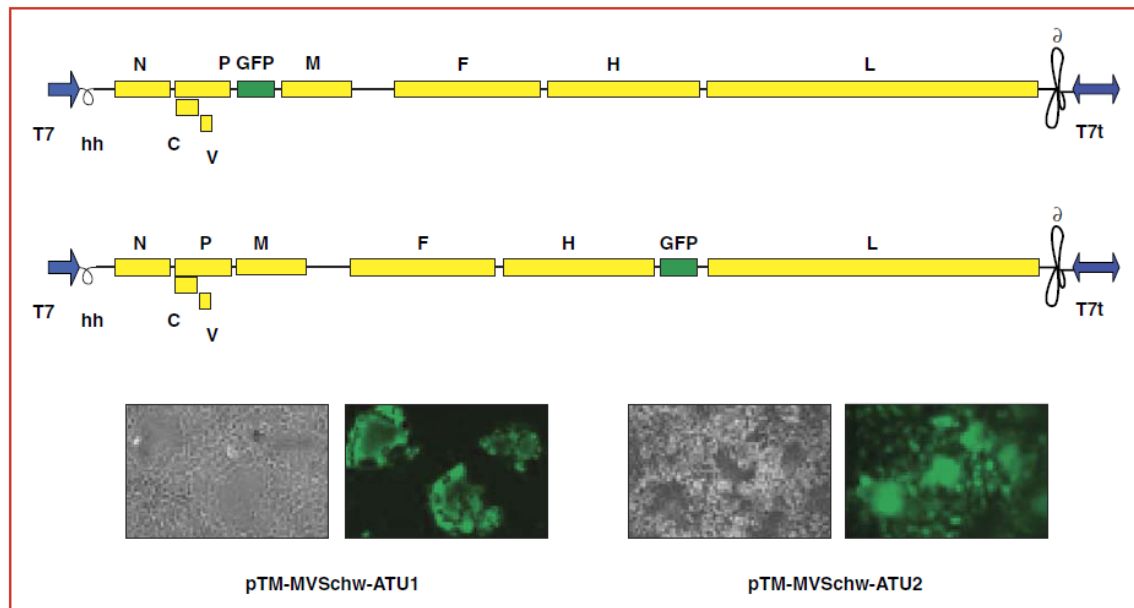 N P GFP M F H L ∂
T7 hh C V T7t
N P M F H GFP L ∂
T7 hh C V T7t
pTM-MVSchw-ATU1 pTM-MVSchw-ATU2